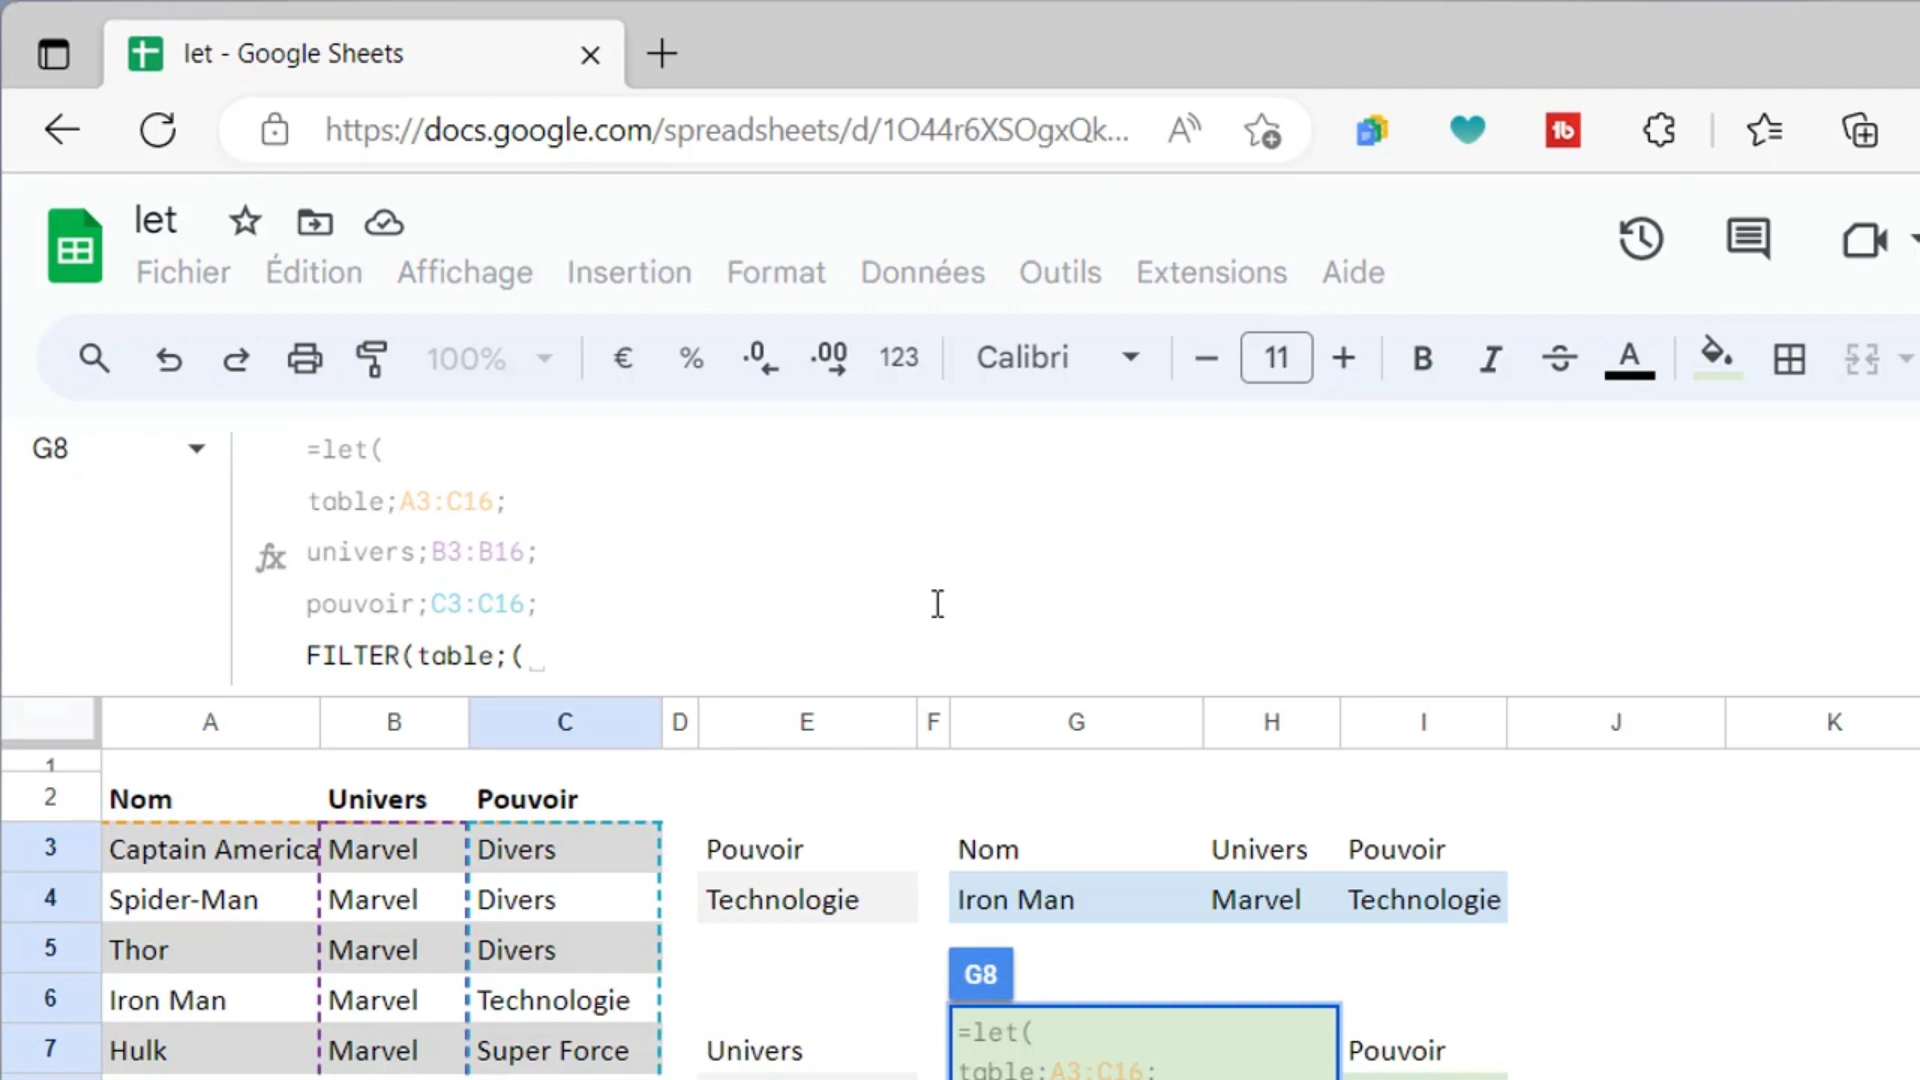 let - Google Sheets
https://docs.google.com/spreadsheets/d/1O44r6XSOgxQk...
let
Fichier Édition Affichage Insertion Format Données Outils Extensions Aide
100% € % .0 .00 123 Calibri 11 B I A
G8
=let(
table;A3:C16;
univers;B3:B16;
pouvoir;C3:C16;
FILTER(table;(
A B C D E F G H I J K
1
2 Nom Univers Pouvoir
3 Captain America Marvel Divers Pouvoir Nom Univers Pouvoir
4 Spider-Man Marvel Divers Technologie Iron Man Marvel Technologie
5 Thor Marvel Divers
G8
6 Iron Man Marvel Technologie
=let(
7 Hulk Marvel Super Force Univers Pouvoir
table;A3:C16;